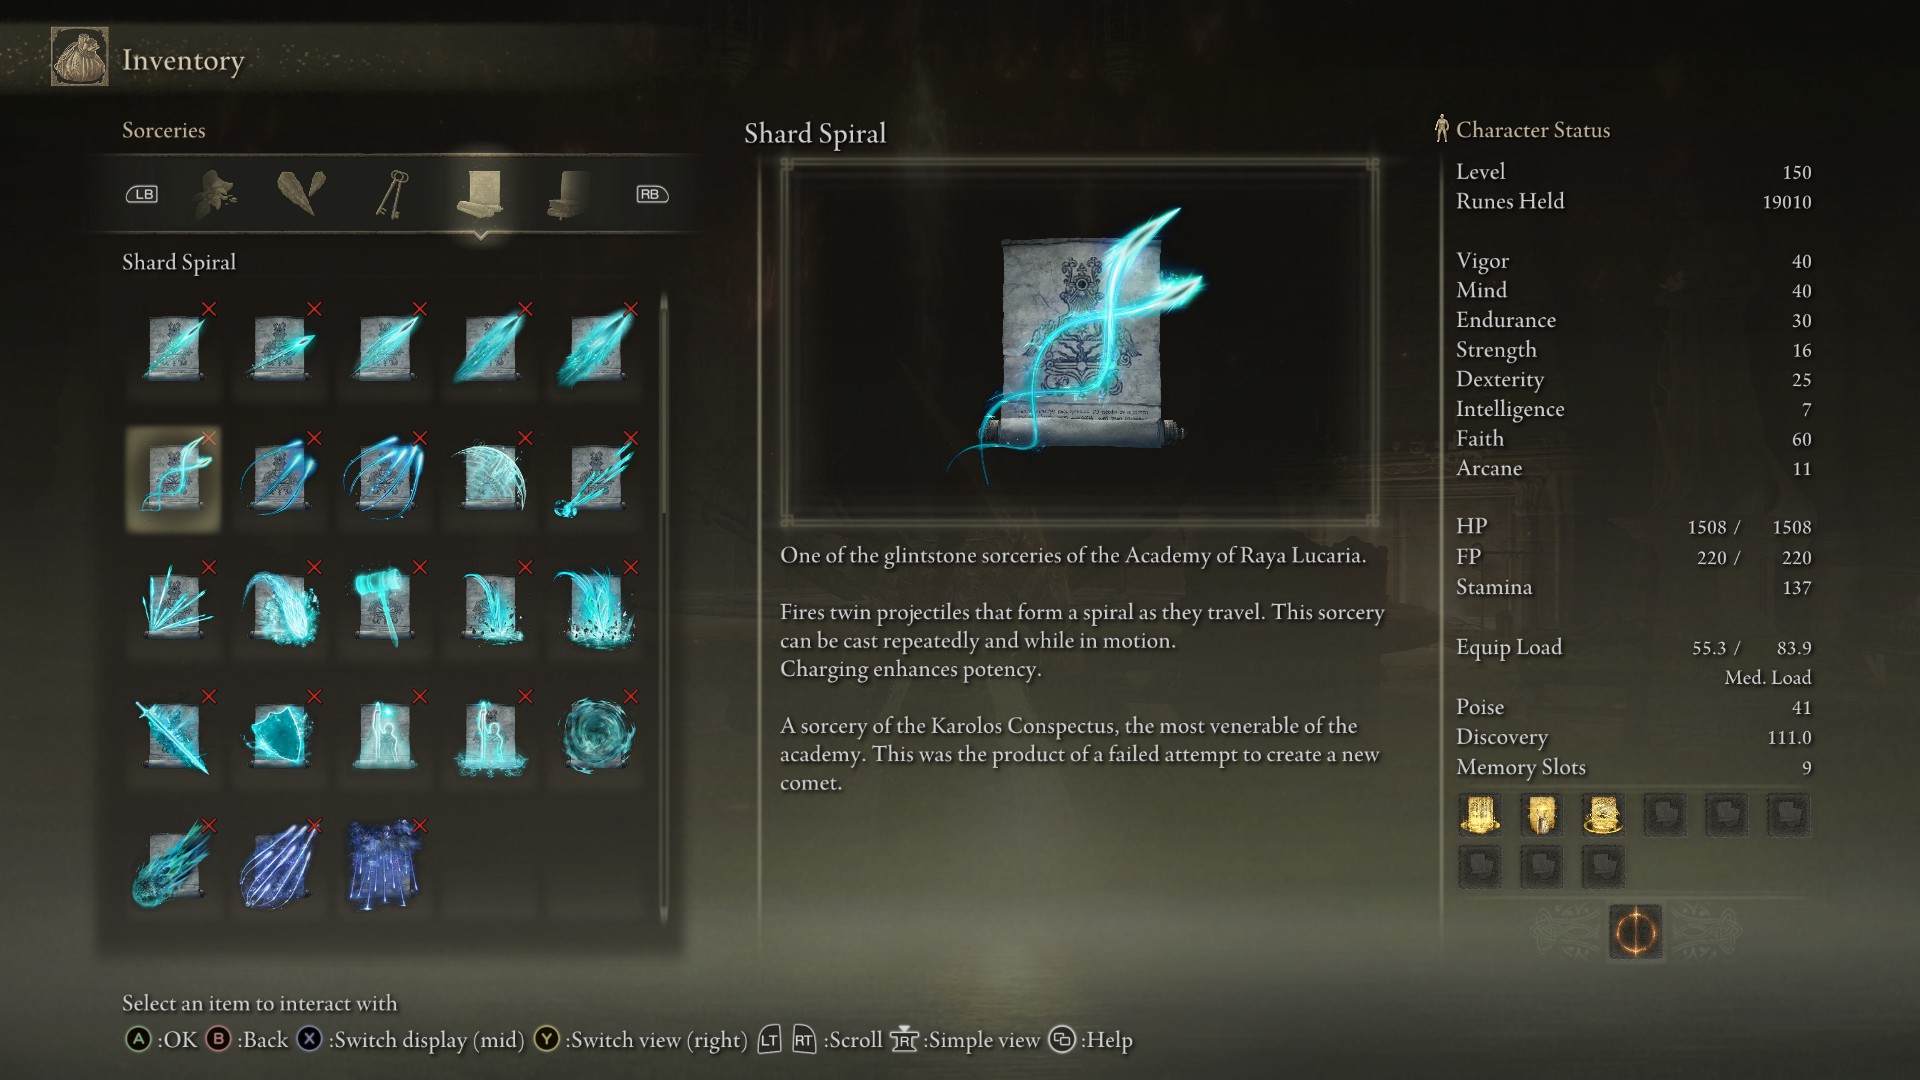 Inventory
Sorceries
LB
RB
Shard Spiral
Shard Spiral
One of the glintstone sorceries of the Academy of Raya Lucaria.
Fires twin projectiles that form a spiral as they travel. This sorcery
can be cast repeatedly and while in motion.
Charging enhances potency.
A sorcery of the Karolos Conspectus, the most venerable of the
academy. This was the product of a failed attempt to create a new
comet.
Character Status
Level 150
Runes Held 19010
Vigor 40
Mind 40
Endurance 30
Strength 16
Dexterity 25
Intelligence 7
Faith 60
Arcane 11
HP 1508 / 1508
FP 220 / 220
Stamina 137
Equip Load 55.3 / 83.9
Med. Load
Poise 41
Discovery 111.0
Memory Slots 9
Select an item to interact with
A :OK B :Back X :Switch display (mid) Y :Switch view (right) LT RT :Scroll R :Simple view :Help